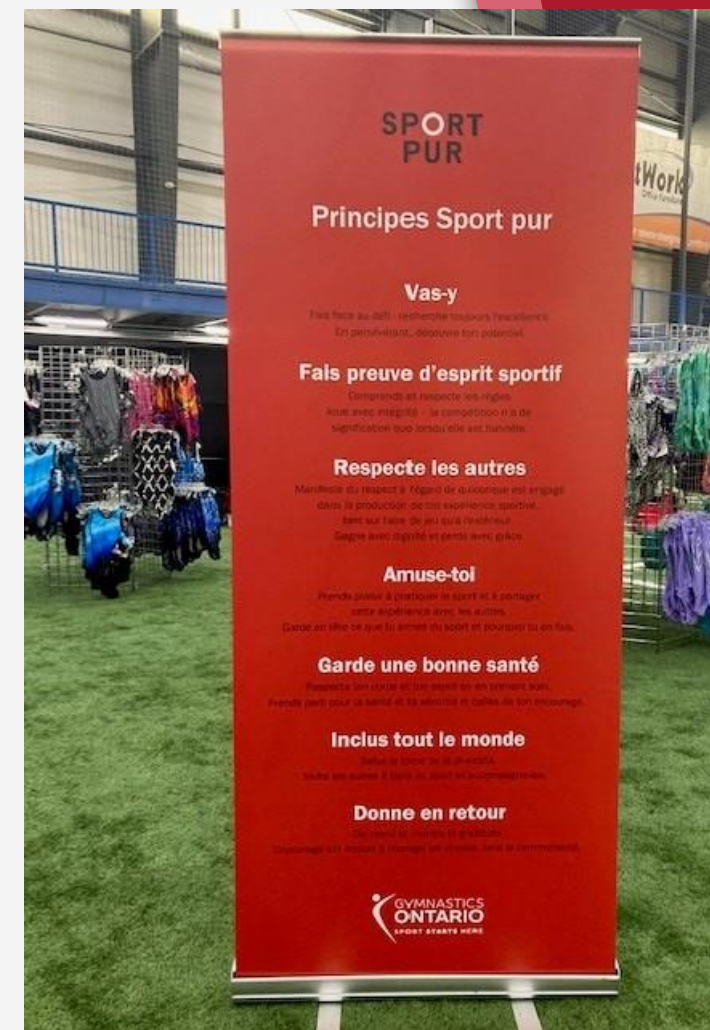 SPORT
PUR
Principes Sport pur
Vas-y
Fais face au défi - recherche toujours l'excellence.
En persévérant, découvre ton potentiel.
Fais preuve d'esprit sportif
Comprends et respecte les règles.
Joue avec intégrité – la compétition n'a de
signification que lorsqu'elle est honnête.
Respecte les autres
Manifeste du respect à l'égard de quiconque est engagé
dans la production de ton expérience sportive,
tant sur l'aire de jeu qu'à l'extérieur.
Gagne avec dignité et perds avec grâce.
Amuse-toi
Prends plaisir à pratiquer le sport et à partager
cette expérience avec les autres.
Garde en tête ce que tu aimes du sport et pourquoi tu en fais.
Garde une bonne santé
Respecte ton corps et ton esprit en en prenant soin.
Prends parti pour ta santé et ta sécurité et celles de ton entourage.
Inclus tout le monde
Donne en retour
GYMNASTICS
ONTARIO
SPORT STARTS HERE
tWork
Office Furniture